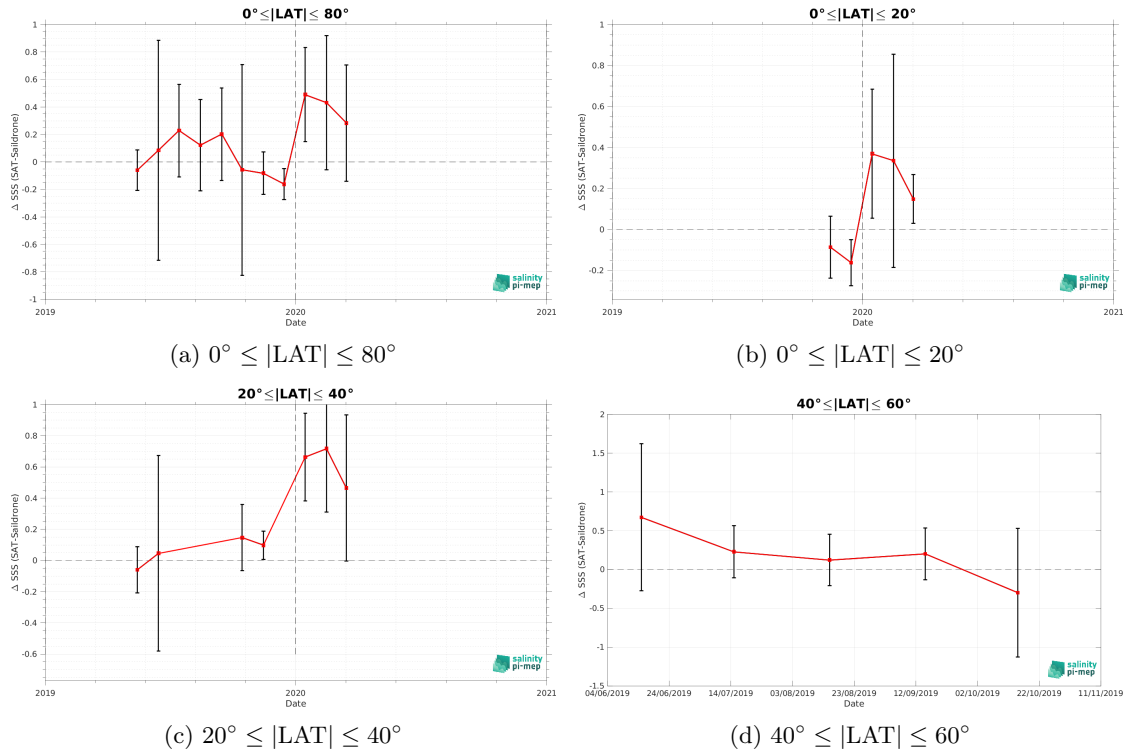 0°≤|LAT|≤ 80°
1
0.8
0.6
0.4
0.2
0
-0.2
-0.4
-0.6
-0.8
-1
Δ SSS (SAT-Saildrone)
2019
2020
2021
Date
salinity
pi-mep
(a) 0° ≤ |LAT| ≤ 80°
0°≤|LAT|≤ 20°
1
0.8
0.6
0.4
0.2
0
-0.2
Δ SSS (SAT-Saildrone)
2019
2020
2021
Date
salinity
pi-mep
(b) 0° ≤ |LAT| ≤ 20°
20°≤|LAT|≤ 40°
1
0.8
0.6
0.4
0.2
0
-0.2
-0.4
-0.6
Δ SSS (SAT-Saildrone)
2019
2020
2021
Date
salinity
pi-mep
(c) 20° ≤ |LAT| ≤ 40°
40°≤|LAT|≤ 60°
2
1.5
1
0.5
0
-0.5
-1
-1.5
Δ SSS (SAT-Saildrone)
04/06/2019 24/06/2019 14/07/2019 03/08/2019 23/08/2019 12/09/2019 02/10/2019 22/10/2019 11/11/2019
Date
salinity
pi-mep
(d) 40° ≤ |LAT| ≤ 60°